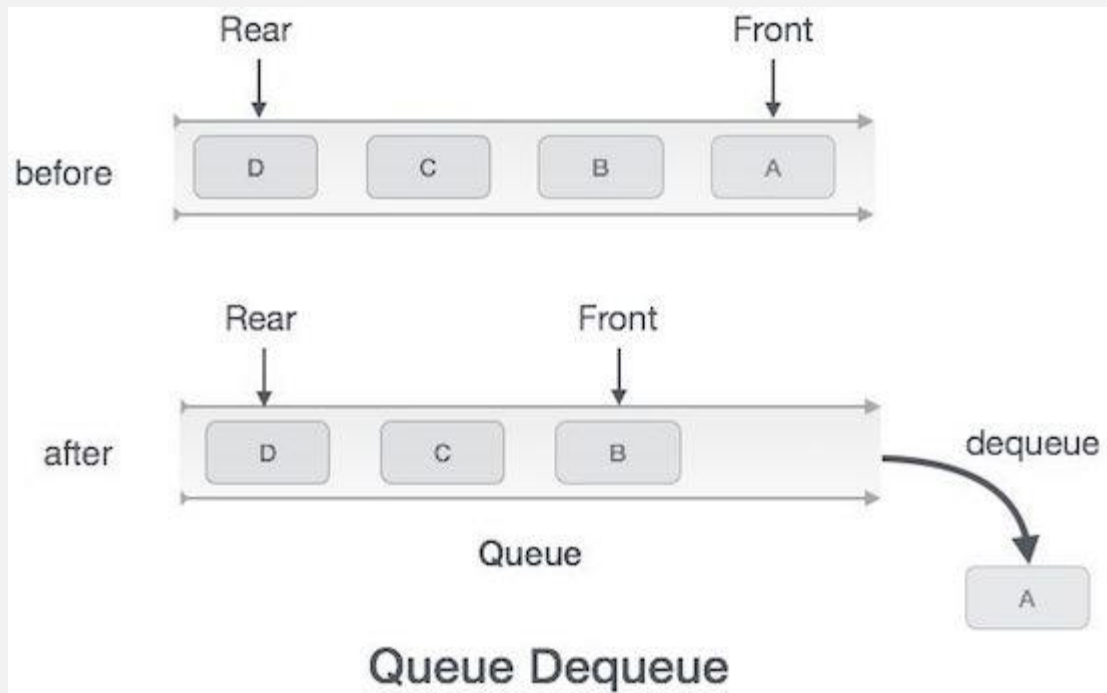 Rear Front
before D C B A
Rear Front
after D C B dequeue
Queue
A
Queue Dequeue